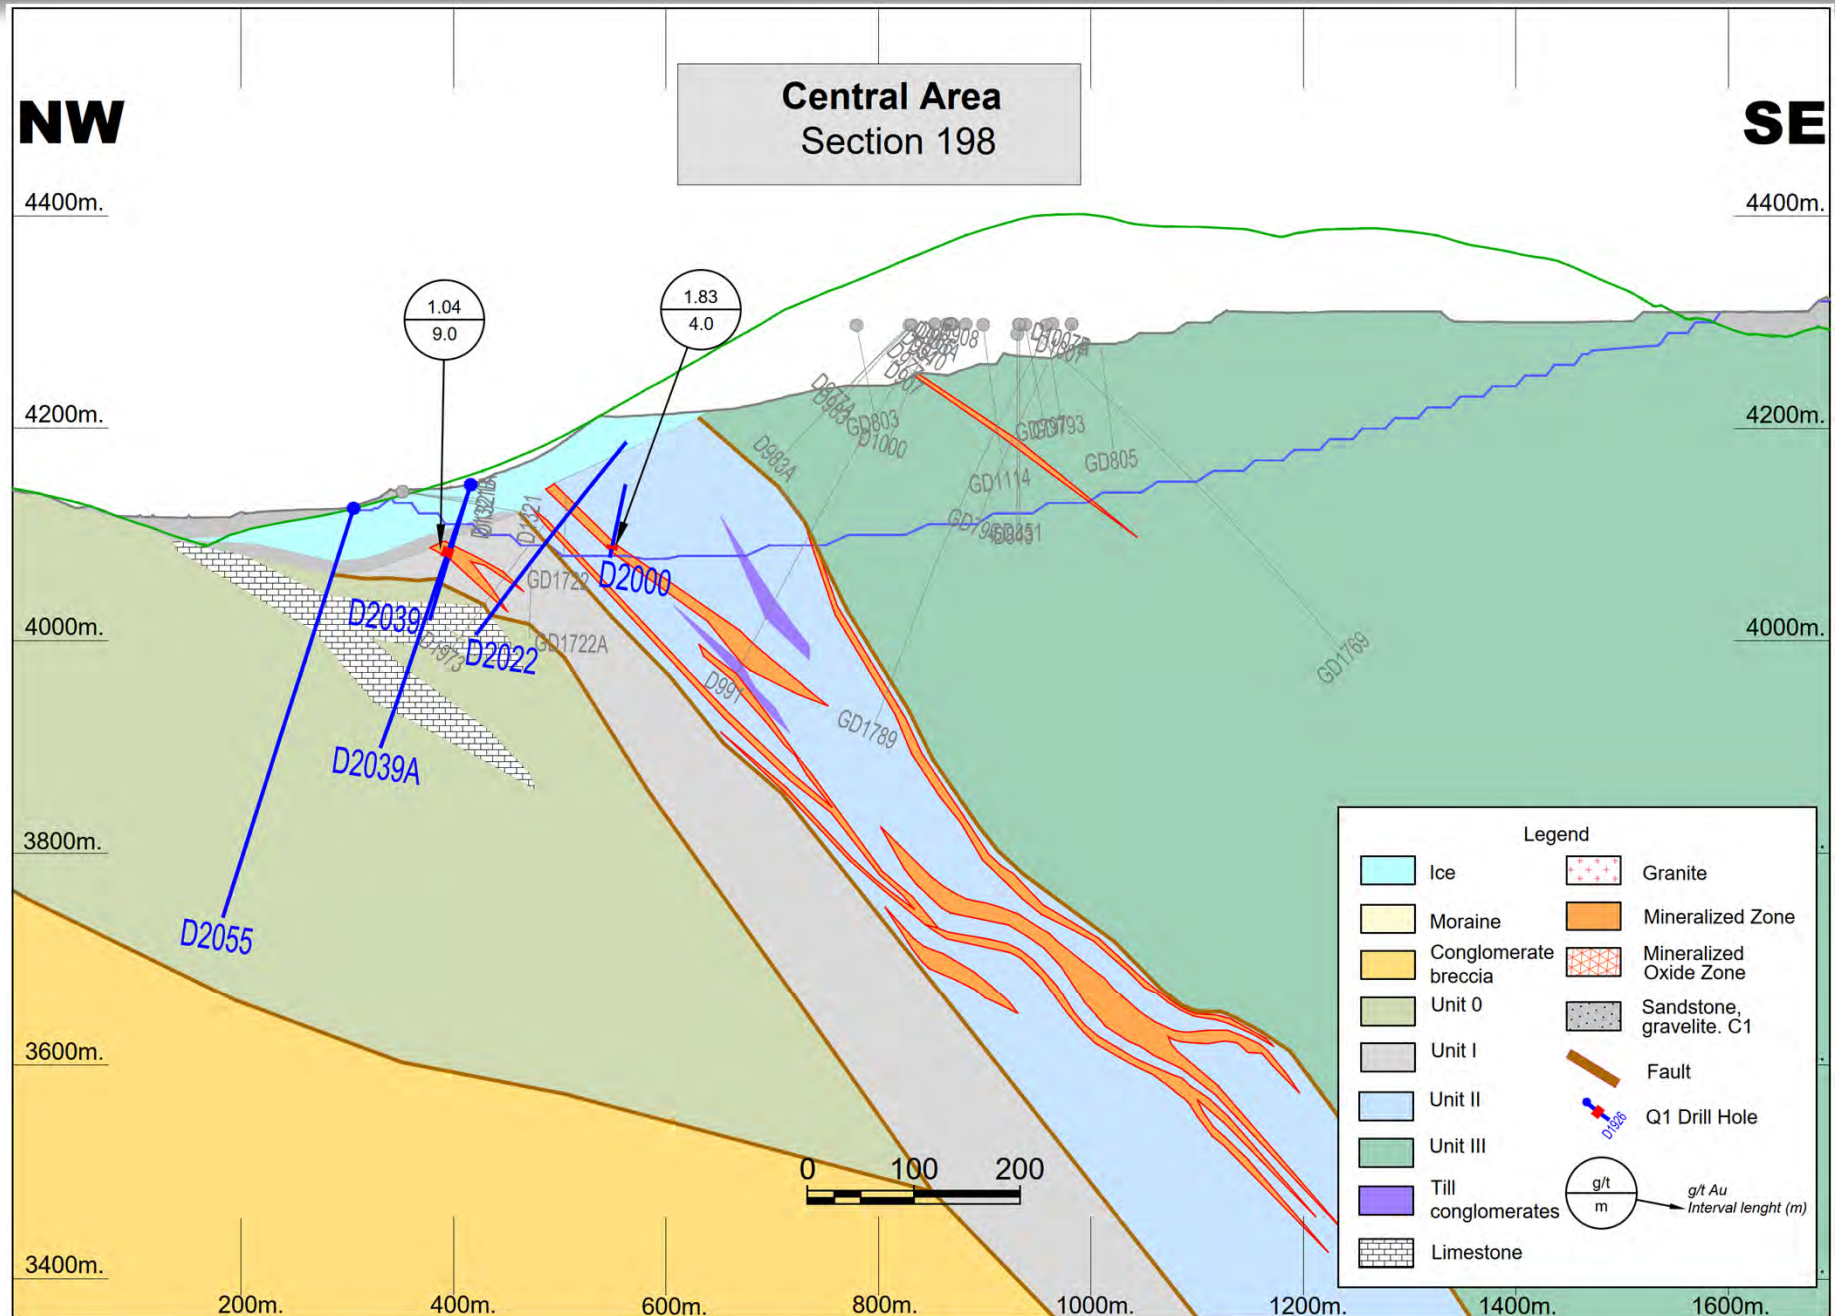 Central Area
Section 198
NW
SE
4400m.
4400m.
1.04
9.0
1.83
4.0
4200m.
4200m.
D983A
GD803
D1000
GD1114
GD805
D1321
GD1722
D2000
D2039
D2022
GD1722A
D1973
4000m.
4000m.
D991
GD1789
GD1769
D2039A
3800m.
D2055
3600m.
3400m.
0 100 200
200m.
400m.
600m.
800m.
1000m.
1200m.
1400m.
1600m.
Legend
Ice
Moraine
Conglomerate
breccia
Unit 0
Unit I
Unit II
Unit III
Till
conglomerates
Limestone
Granite
Mineralized Zone
Mineralized
Oxide Zone
Sandstone,
gravelite. C1
Fault
D1926
Q1 Drill Hole
g/t
m
g/t Au
Interval lenght (m)